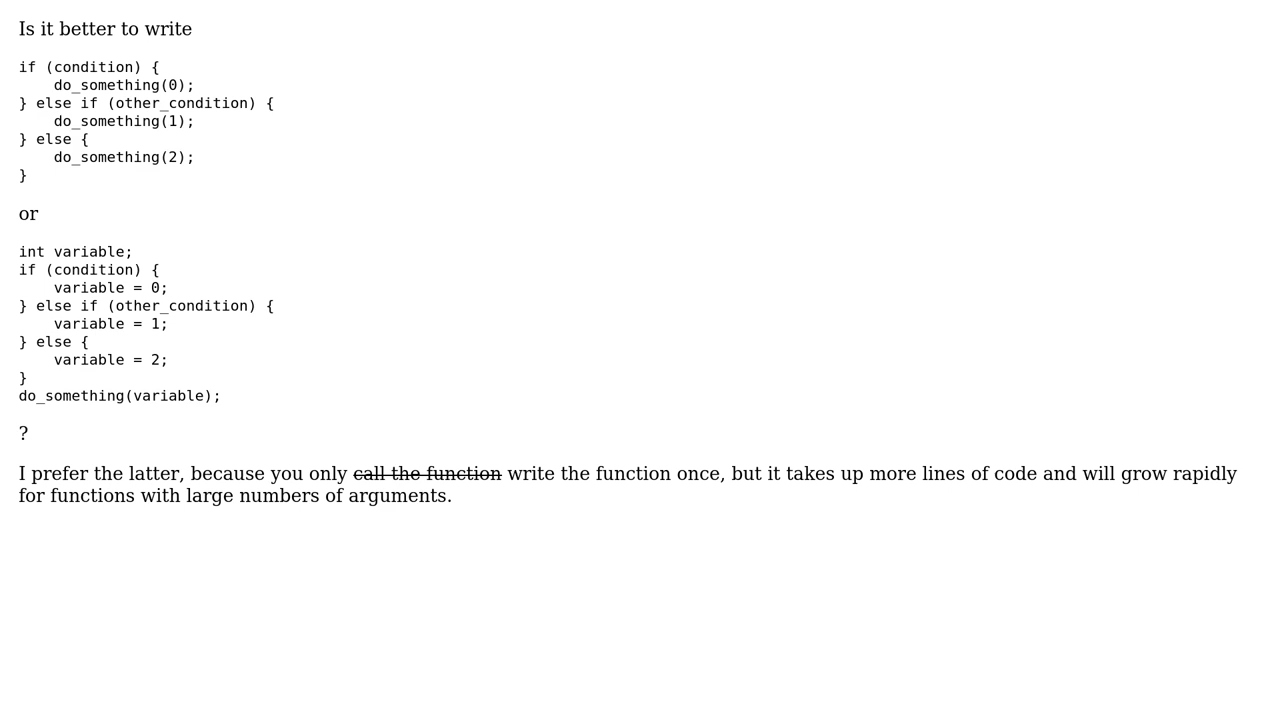 Is it better to write
if (condition) {
    do_something(0);
} else if (other_condition) {
    do_something(1);
} else {
    do_something(2);
}
or
int variable;
if (condition) {
    variable = 0;
} else if (other_condition) {
    variable = 1;
} else {
    variable = 2;
}
do_something(variable);
?
I prefer the latter, because you only call the function write the function once, but it takes up more lines of code and will grow rapidly
for functions with large numbers of arguments.